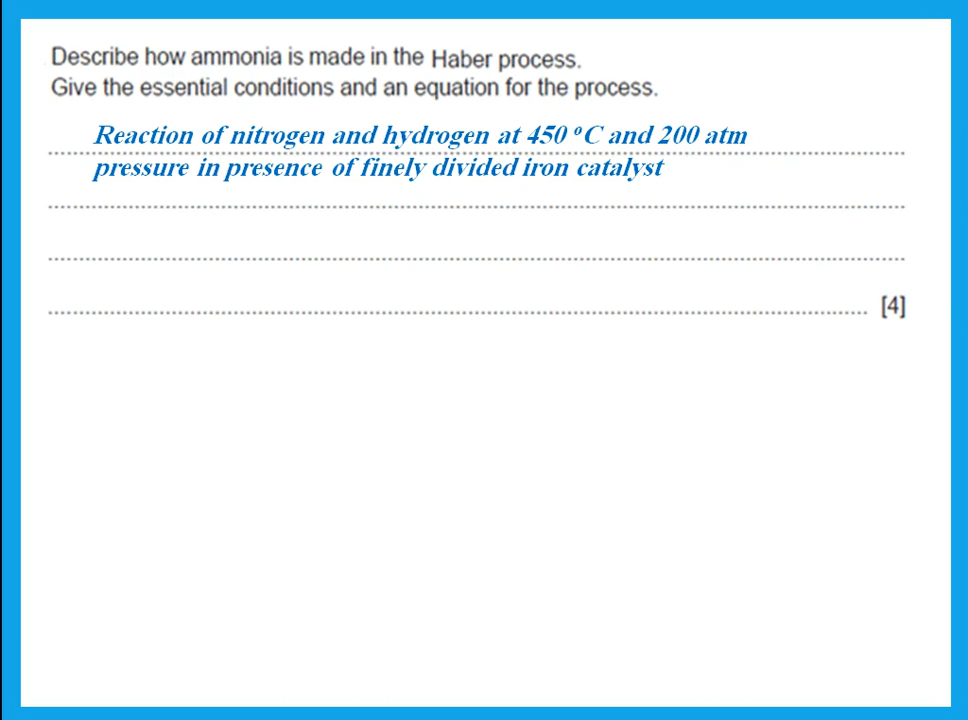 Describe how ammonia is made in the Haber process.
Give the essential conditions and an equation for the process.
Reaction of nitrogen and hydrogen at 450 °C and 200 atm
pressure in presence of finely divided iron catalyst
[4]